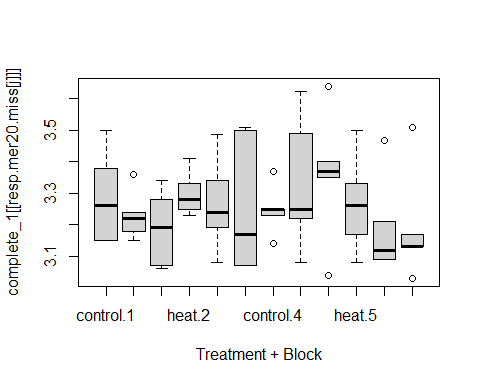 complete_1[[resp.mer20.miss[j]]]
3.5
3.3
3.1
control.1
heat.2
control.4
heat.5
Treatment + Block